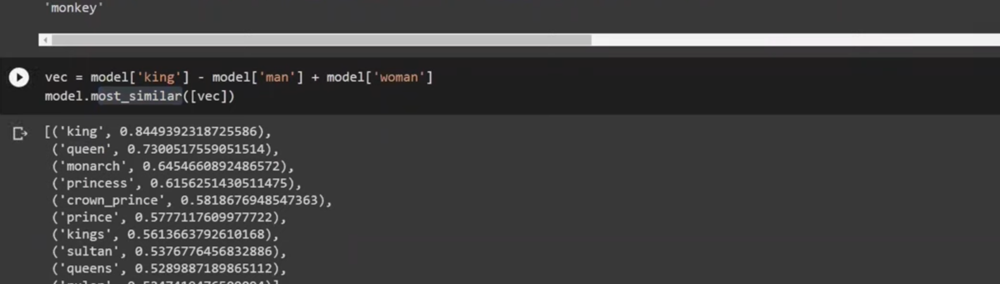 'monkey'
vec = model['king'] - model['man'] + model['woman']
model.most_similar([vec])
[('king', 0.8449392318725586),
('queen', 0.7300517559051514),
('monarch', 0.6454660892486572),
('princess', 0.6156251430511475),
('crown_prince', 0.5818676948547363),
('prince', 0.5777117609977722),
('kings', 0.5613663792610168),
('sultan', 0.5376776456832886),
('queens', 0.5289887189865112),